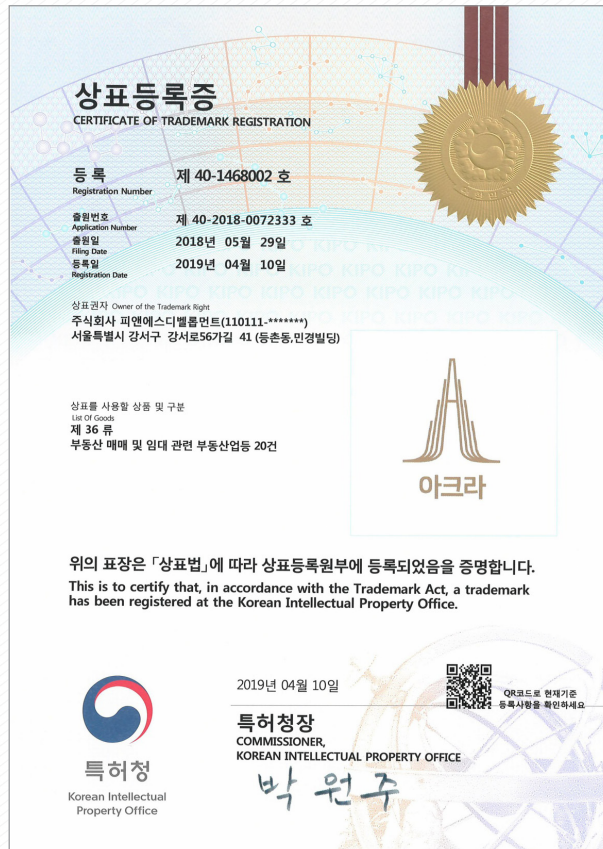 상표등록증
CERTIFICATE OF TRADEMARK REGISTRATION
등록 제 40-1468002 호
Registration Number
출원번호 제 40-2018-0072333 호
Application Number
출원일 2018년 05월 29일
Filing Date
등록일 2019년 04월 10일
Registration Date
상표권자 Owner of the Trademark Right
주식회사 피앤에스디벨롭먼트(110111-*******)
서울특별시 강서구 강서로56가길 41 (등촌동,민경빌딩)
상표를 사용할 상품 및 구분
List Of Goods
제 36 류
부동산 매매 및 임대 관련 부동산업등 20건
아크라
위의 표장은 「상표법」에 따라 상표등록원부에 등록되었음을 증명합니다.
This is to certify that, in accordance with the Trademark Act, a trademark
has been registered at the Korean Intellectual Property Office.
2019년 04월 10일
QR코드로 현재기준
등록사항을 확인하세요
특허청장
COMMISSIONER,
KOREAN INTELLECTUAL PROPERTY OFFICE
박원주
특허청
Korean Intellectual
Property Office
KIPO KIPO KIPO KIPO KIPO